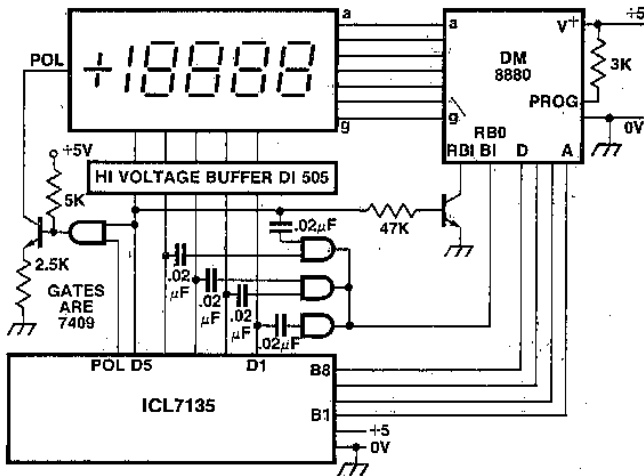 a
a
V+
+5
POL
+18888
DM
8880
3K
PROG
g
g
0V
RB0
RBI BI D A
+5V
HI VOLTAGE BUFFER DI 505
5K
.02μF
47K
2.5K
.02
μF
.02
μF
.02
μF
.02μF
GATES
ARE
7409
POL D5 D1
B8
ICL7135
B1
+5
0V